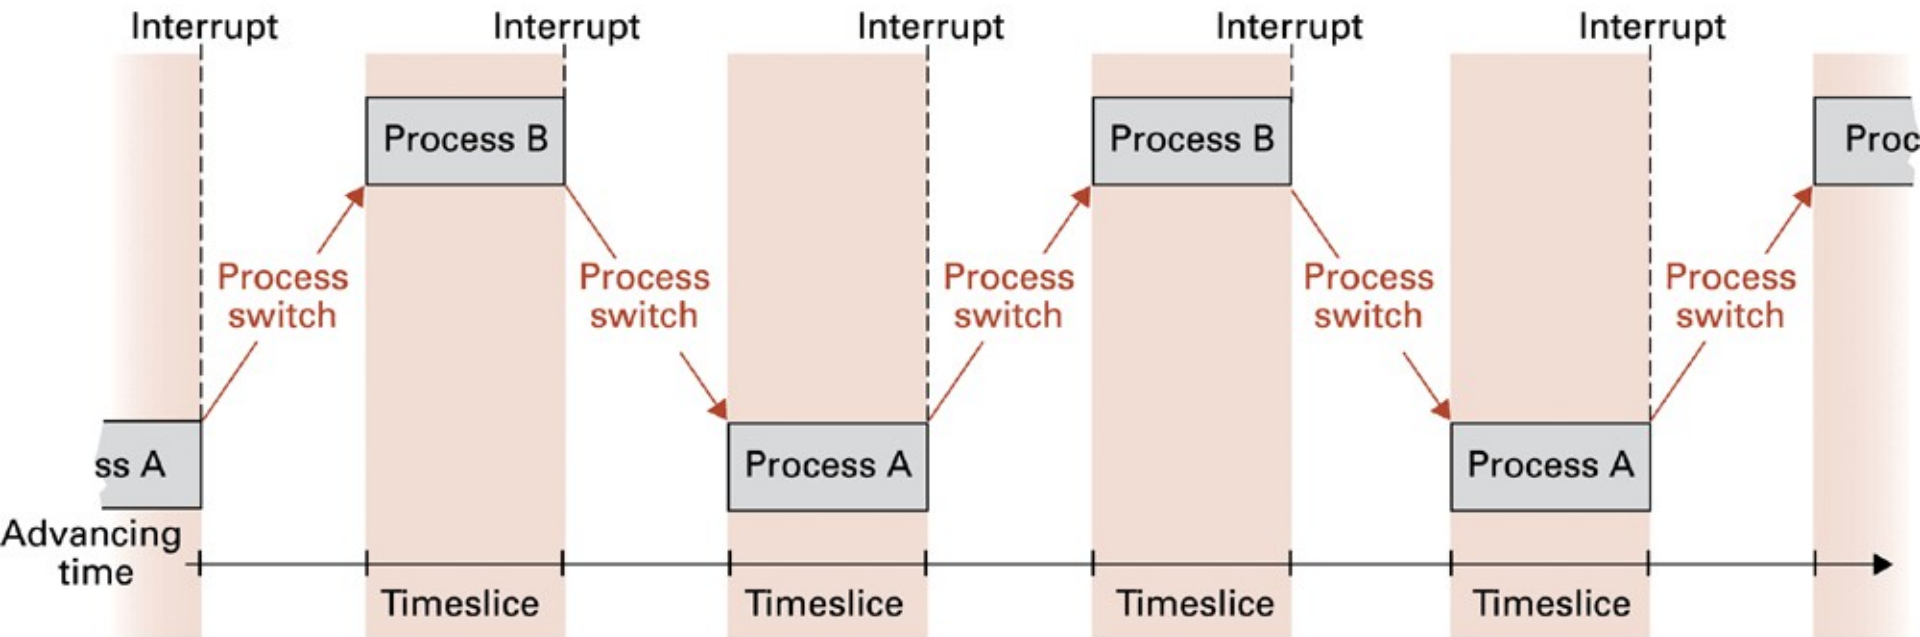 Interrupt Interrupt Interrupt Interrupt Interrupt
Process B Process B Proc
Process Process Process Process Process
switch switch switch switch switch
ss A Process A Process A
Advancing
time
Timeslice Timeslice Timeslice Timeslice